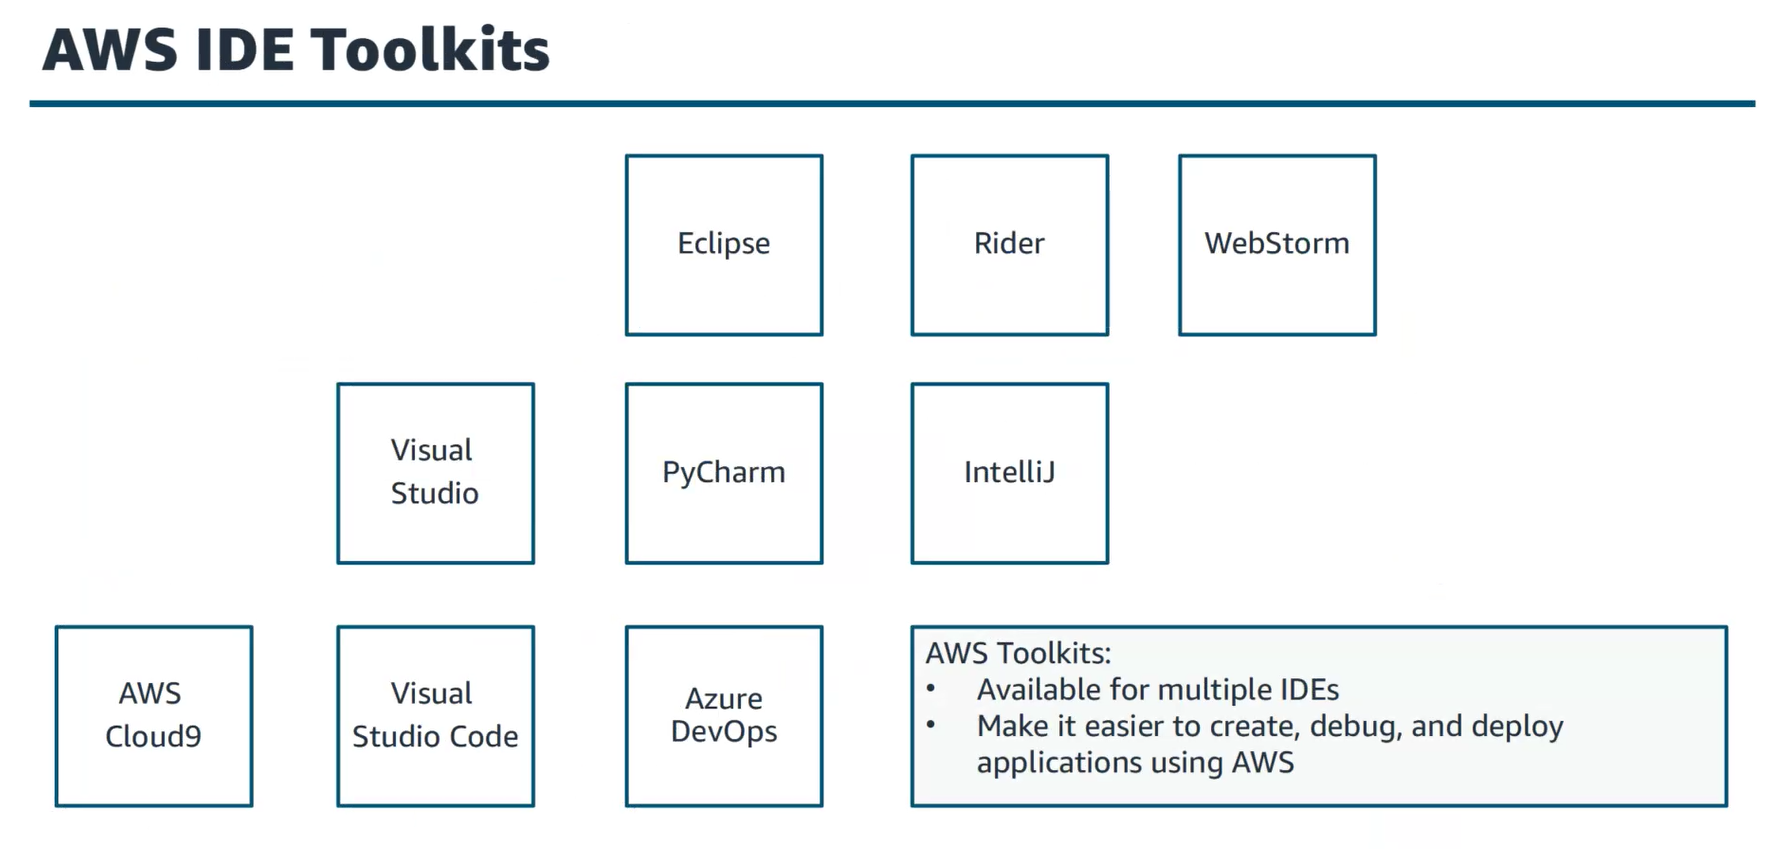 AWS IDE Toolkits
Eclipse
Rider
WebStorm
Visual
Studio
PyCharm
IntelliJ
AWS
Cloud9
Visual
Studio Code
Azure
DevOps
AWS Toolkits:
• Available for multiple IDEs
• Make it easier to create, debug, and deploy
applications using AWS